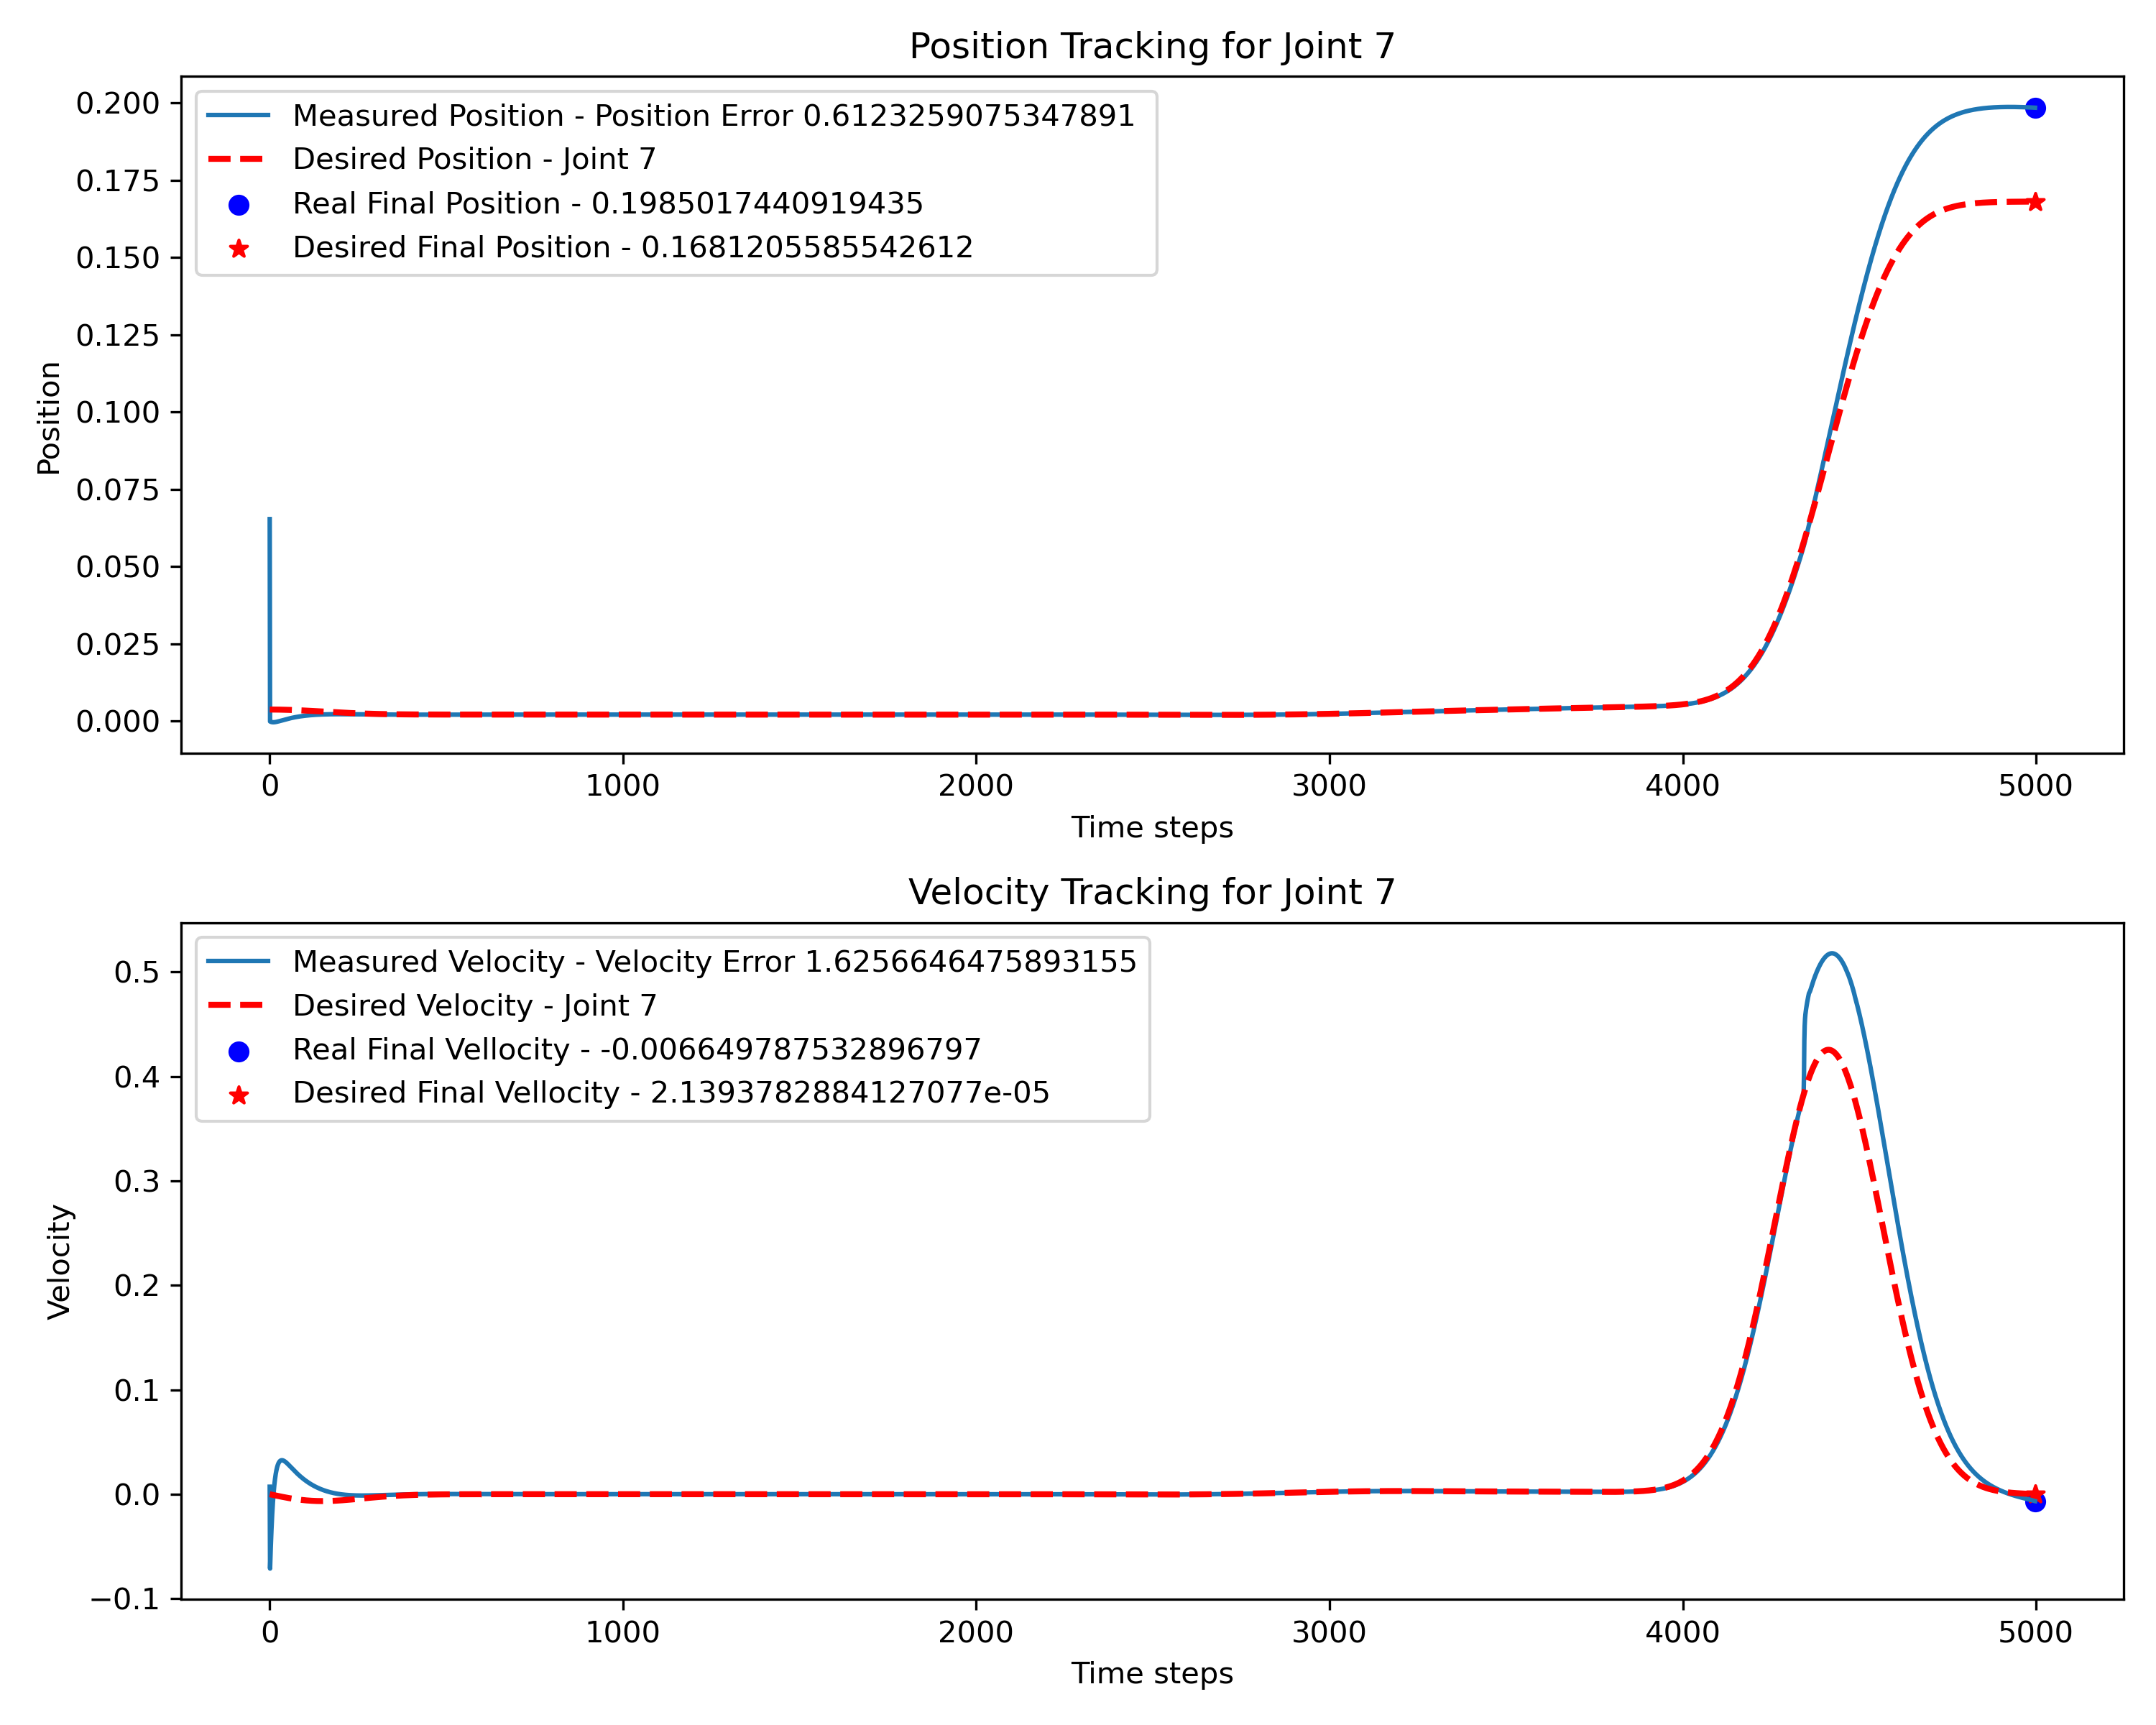 Position Tracking for Joint 7
Measured Position - Position Error 0.6123259075347891
Desired Position - Joint 7
Real Final Position - 0.1985017440919435
Desired Final Position - 0.1681205585542612
0.200
0.175
0.150
0.125
0.100
0.075
0.050
0.025
0.000
Position
0
1000
2000
3000
4000
5000
Time steps
Velocity Tracking for Joint 7
Measured Velocity - Velocity Error 1.6256646475893155
Desired Velocity - Joint 7
Real Final Vellocity - -0.006649787532896797
Desired Final Vellocity - 2.1393782884127077e-05
0.5
0.4
0.3
0.2
0.1
0.0
−0.1
Velocity
0
1000
2000
3000
4000
5000
Time steps